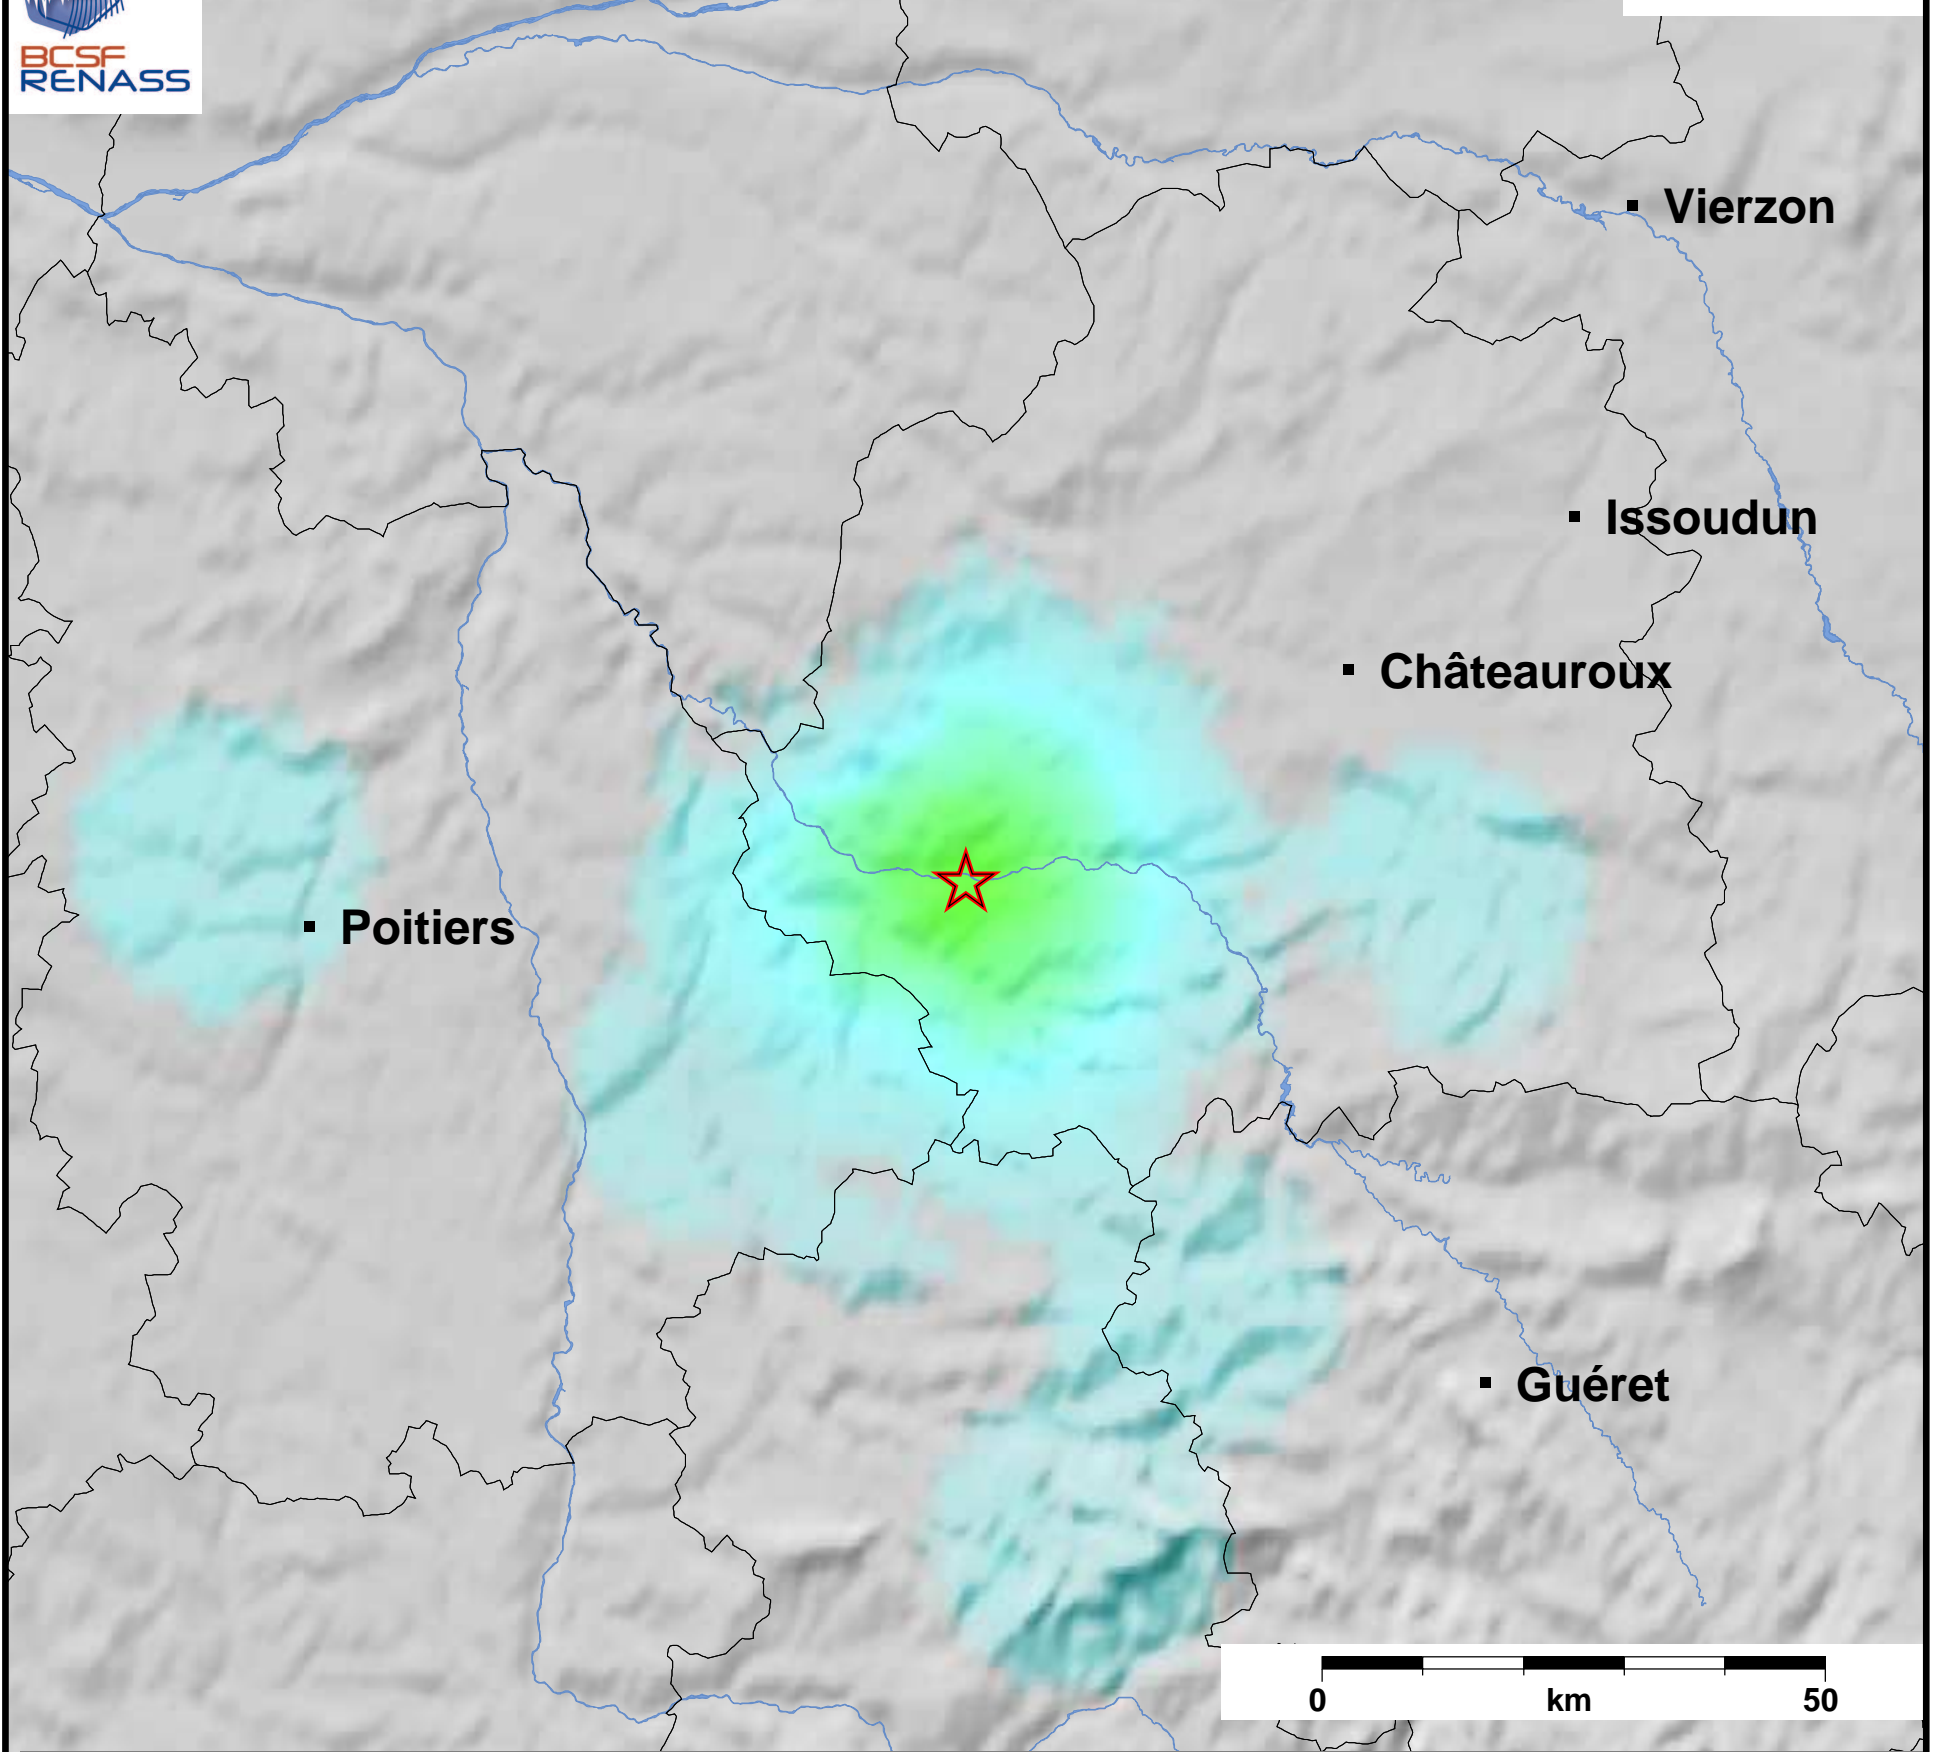 BCSF
RENASS
Vierzon
Issoudun
Châteauroux
Poitiers
Guéret
0 km 50